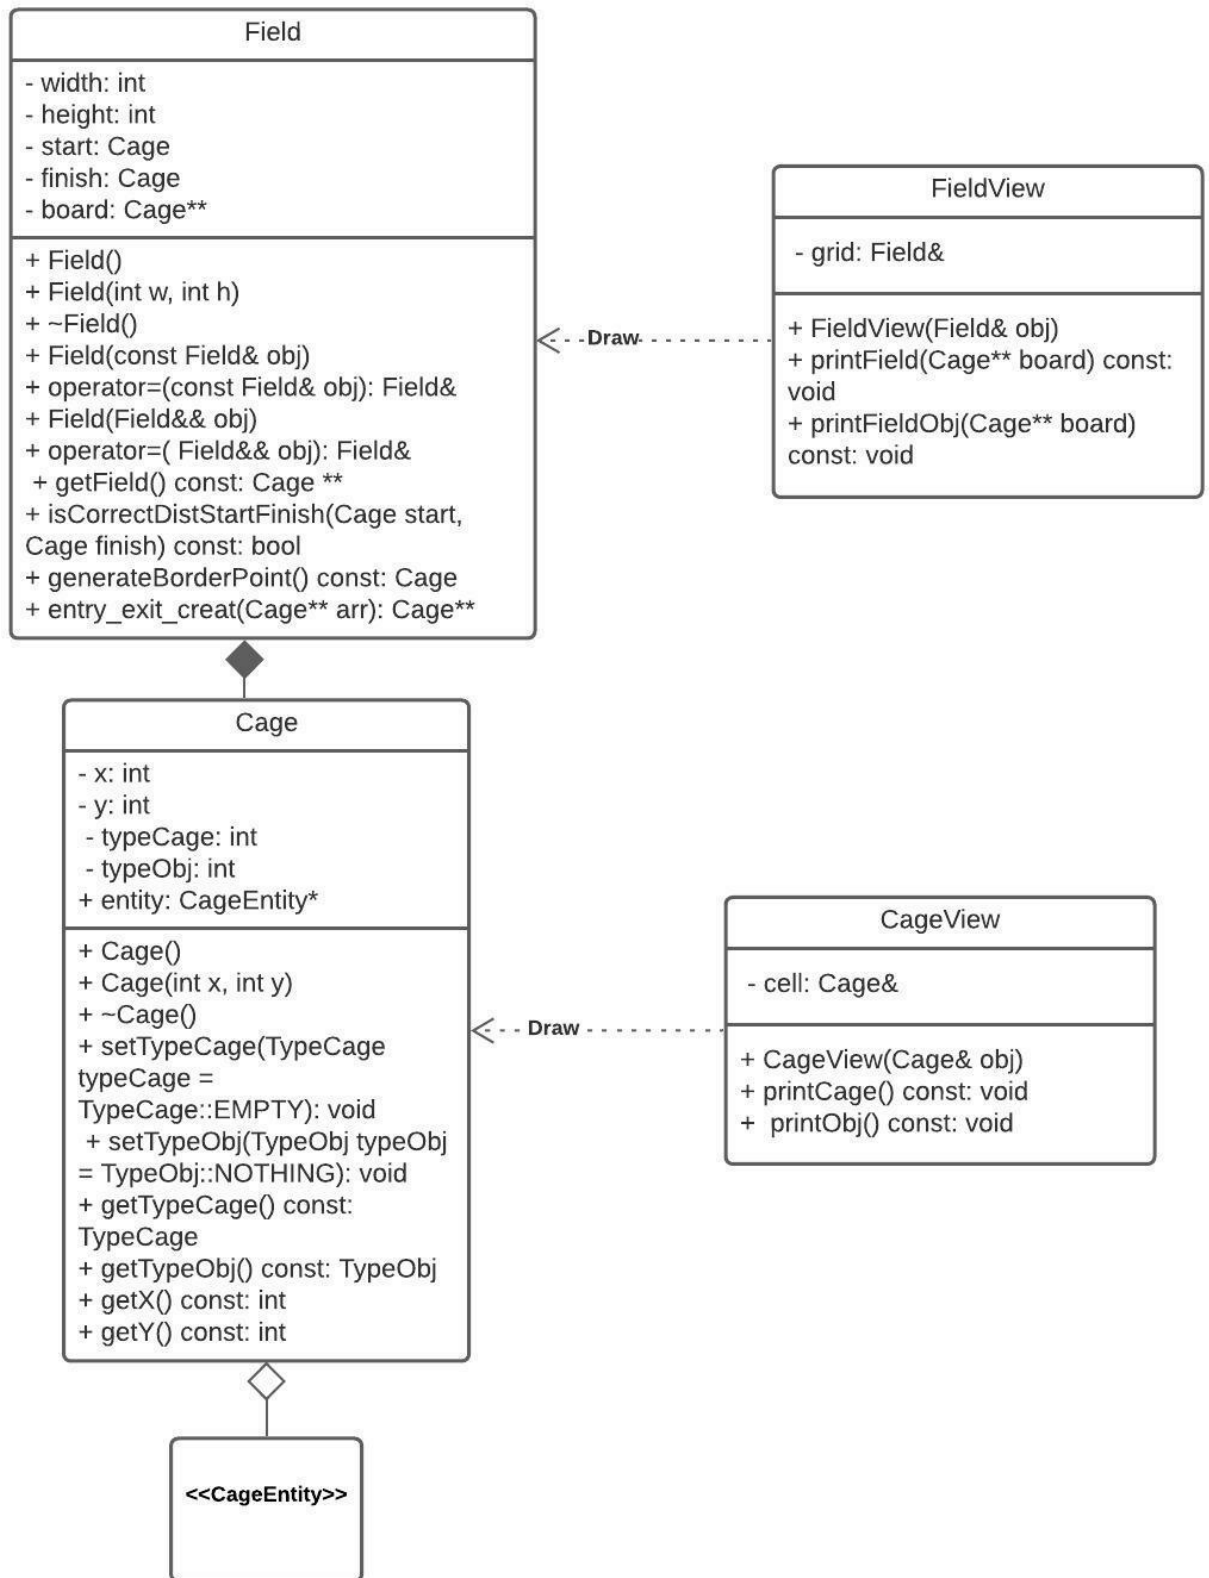 Field
- width: int
- height: int
- start: Cage
- finish: Cage
- board: Cage**
+ Field()
+ Field(int w, int h)
+ ~Field()
+ Field(const Field& obj)
+ operator=(const Field& obj): Field&
+ Field(Field&& obj)
+ operator=( Field&& obj): Field&
+ getField() const: Cage **
+ isCorrectDistStartFinish(Cage start,
Cage finish) const: bool
+ generateBorderPoint() const: Cage
+ entry_exit_creat(Cage** arr): Cage**
Draw
FieldView
- grid: Field&
+ FieldView(Field& obj)
+ printField(Cage** board) const:
void
+ printFieldObj(Cage** board)
const: void
Cage
- x: int
- y: int
- typeCage: int
- typeObj: int
+ entity: CageEntity*
+ Cage()
+ Cage(int x, int y)
+ ~Cage()
+ setTypeCage(TypeCage
typeCage =
TypeCage::EMPTY): void
+ setTypeObj(TypeObj typeObj
= TypeObj::NOTHING): void
+ getTypeCage() const:
TypeCage
+ getTypeObj() const: TypeObj
+ getX() const: int
+ getY() const: int
Draw
CageView
- cell: Cage&
+ CageView(Cage& obj)
+ printCage() const: void
+  printObj() const: void
<<CageEntity>>